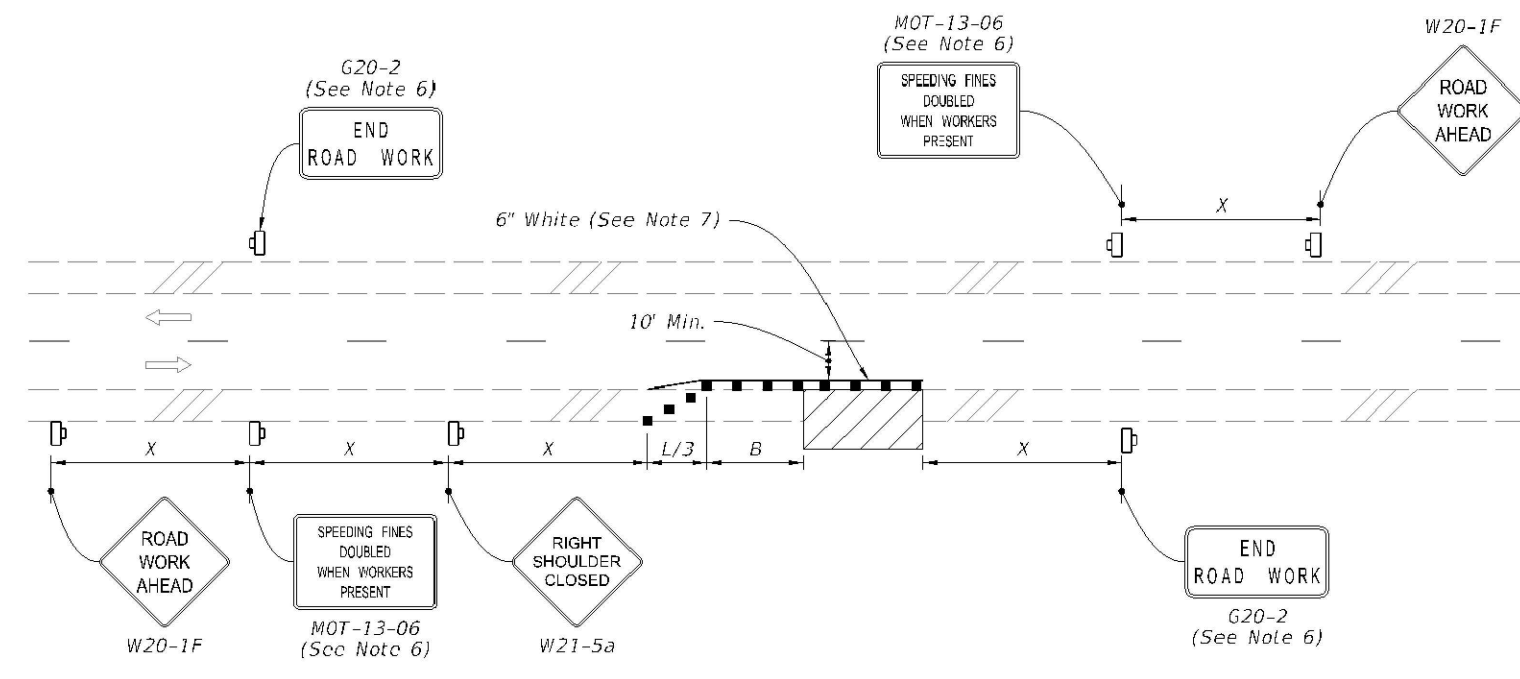 MOT-13-06
(See Note 6)
W20-1F
G20-2
(See Note 6)
SPEEDING FINES
DOUBLED
WHEN WORKERS
PRESENT
ROAD
WORK
AHEAD
END
ROAD WORK
X
6" White (See Note 7)
10' Min.
X
X
X
L/3
B
X
ROAD
WORK
AHEAD
W20-1F
SPEEDING FINES
DOUBLED
WHEN WORKERS
PRESENT
MOT-13-06
(See Note 6)
RIGHT
SHOULDER
CLOSED
W21-5a
END
ROAD WORK
G20-2
(See Note 6)